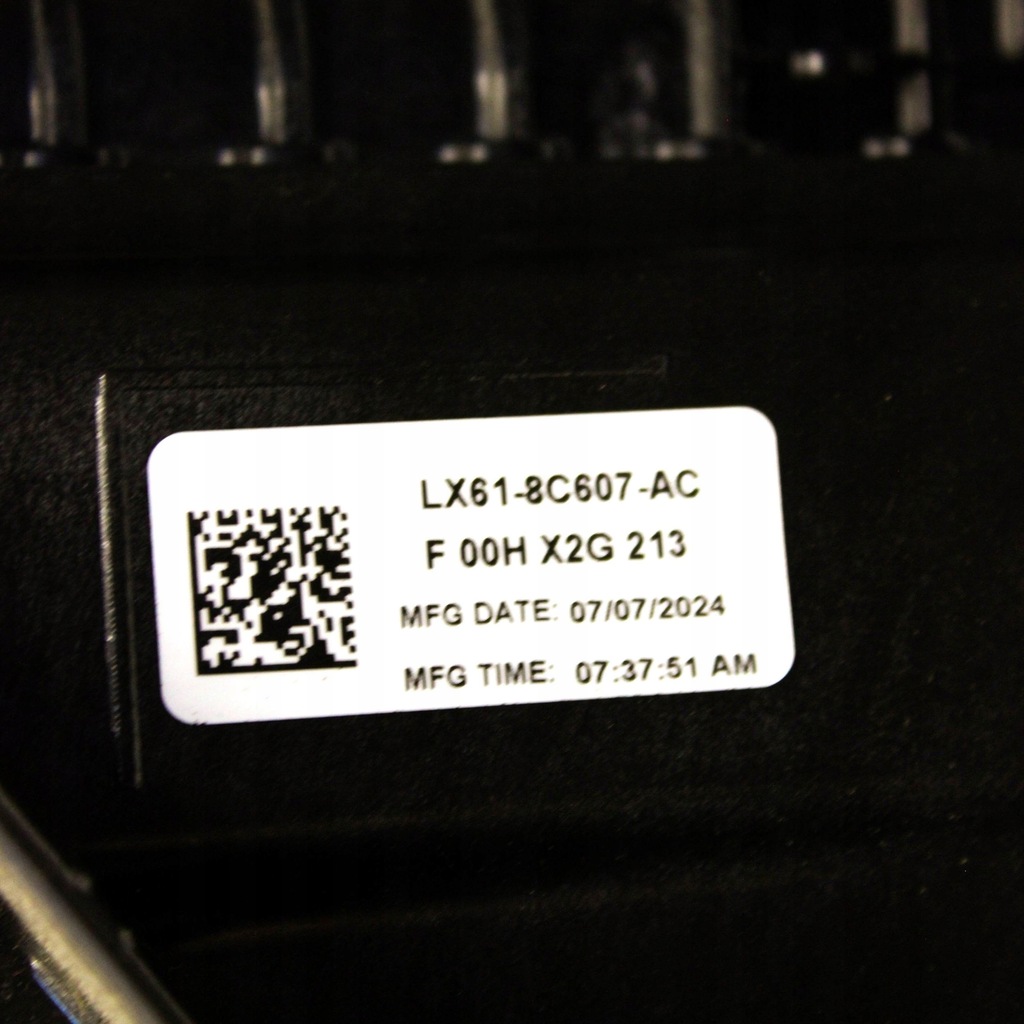 LX61-8C607-AC
F 00H X2G 213
MFG DATE: 07/07/2024
MFG TIME: 07:37:51 AM